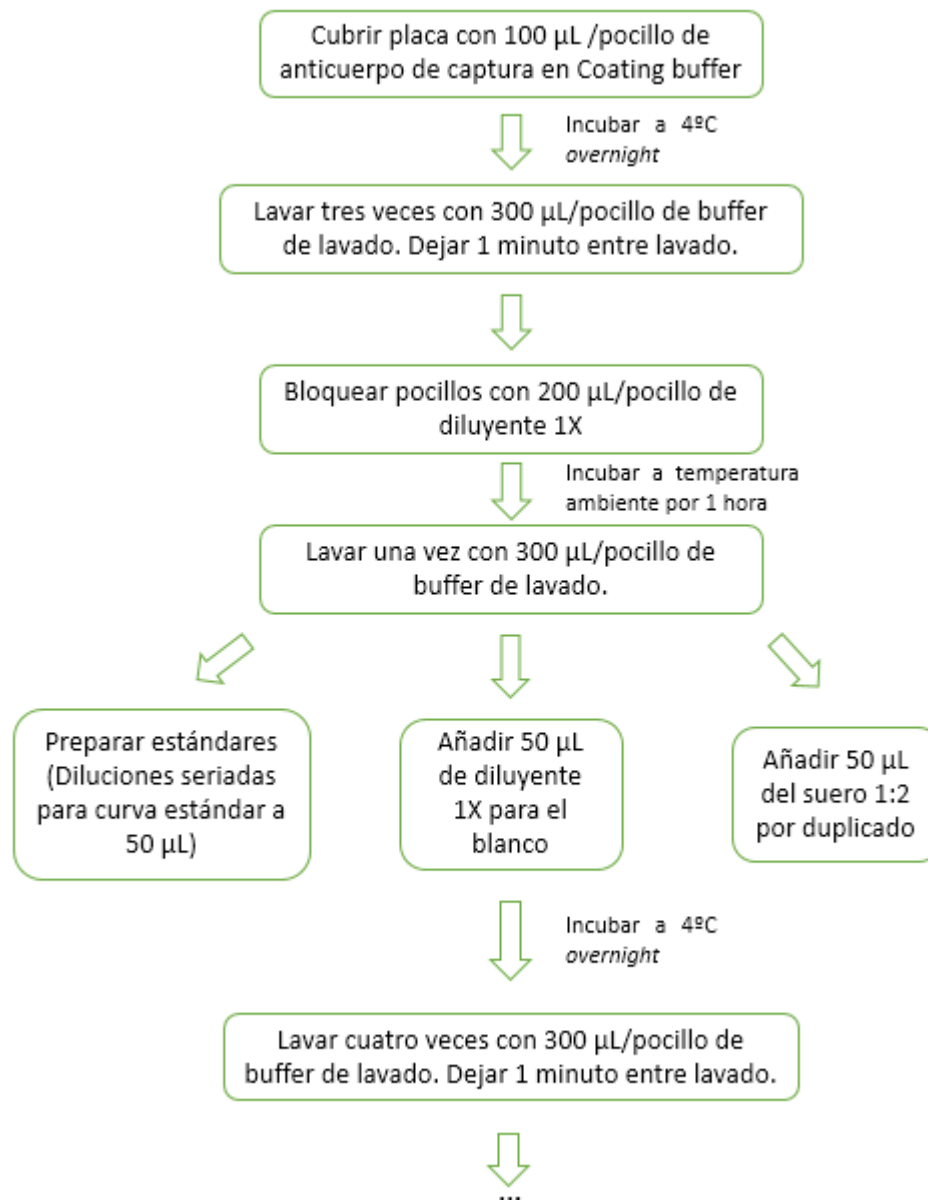 Cubrir placa con 100 µL /pocillo de
anticuerpo de captura en Coating buffer
Incubar a 4ºC
overnight
Lavar tres veces con 300 µL/pocillo de buffer
de lavado. Dejar 1 minuto entre lavado.
Bloquear pocillos con 200 µL/pocillo de
diluyente 1X
Incubar a temperatura
ambiente por 1 hora
Lavar una vez con 300 µL/pocillo de
buffer de lavado.
Preparar estándares
(Diluciones seriadas
para curva estándar a
50 µL)
Añadir 50 µL
de diluyente
1X para el
blanco
Añadir 50 µL
del suero 1:2
por duplicado
Incubar a 4ºC
overnight
Lavar cuatro veces con 300 µL/pocillo de
buffer de lavado. Dejar 1 minuto entre lavado.
...